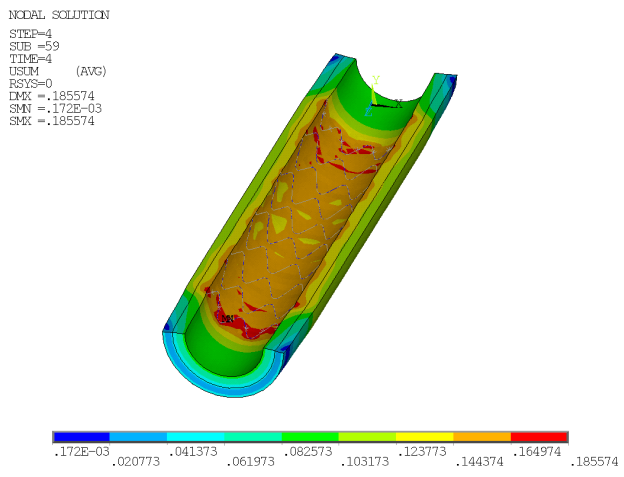 NODAL SOLUTION
STEP=4
SUB =59
TIME=4
USUM (AVG)
RSYS=0
DMX =.185574
SMN =.172E-03
SMX =.185574
Y
X
Z
MN
.172E-03 .041373 .082573 .123773 .164974
.020773 .061973 .103173 .144374 .185574